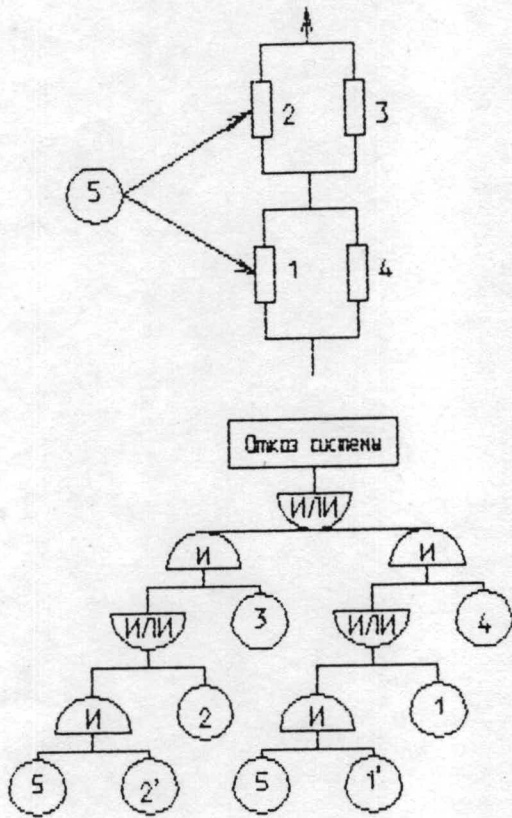 2 3
5
1 4
Отказ системы
ИЛИ
И И
ИЛИ 3 ИЛИ 4
И 2 И 1
5 2' 5 1'